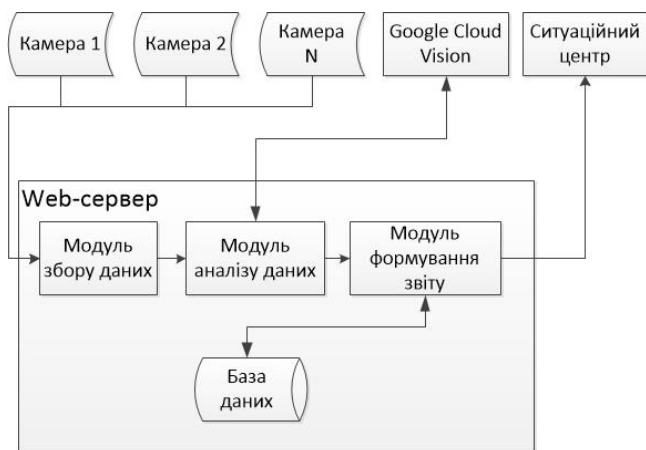 Камера 1
Камера 2
Камера
N
Google Cloud
Vision
Ситуаційний
центр
Web-сервер
Модуль
збору даних
Модуль
аналізу даних
Модуль
формування
звіту
База
даних